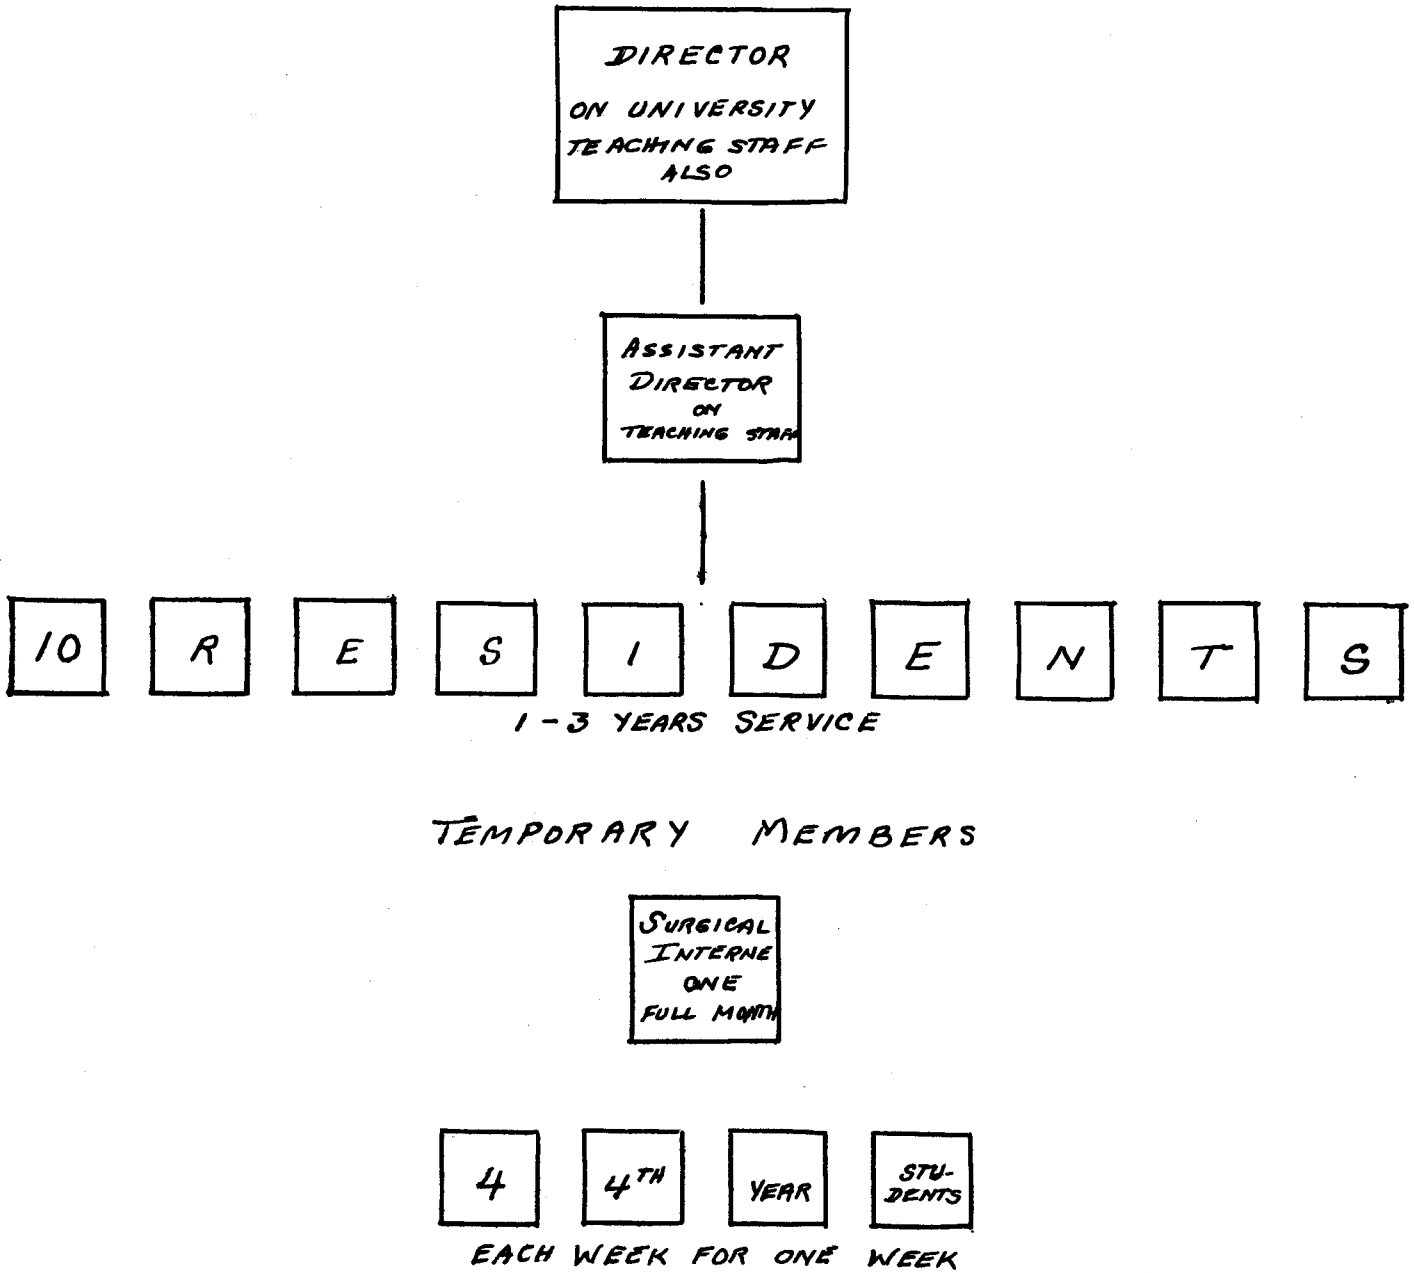 DIRECTOR
ON UNIVERSITY
TEACHING STAFF
ALSO
ASSISTANT
DIRECTOR
ON
TEACHING STAFF
10 R E S I D E N T S
1-3 YEARS SERVICE
TEMPORARY MEMBERS
SURGICAL
INTERNE
ONE
FULL MONTH
4 4TH YEAR STU-
DENTS
EACH WEEK FOR ONE WEEK